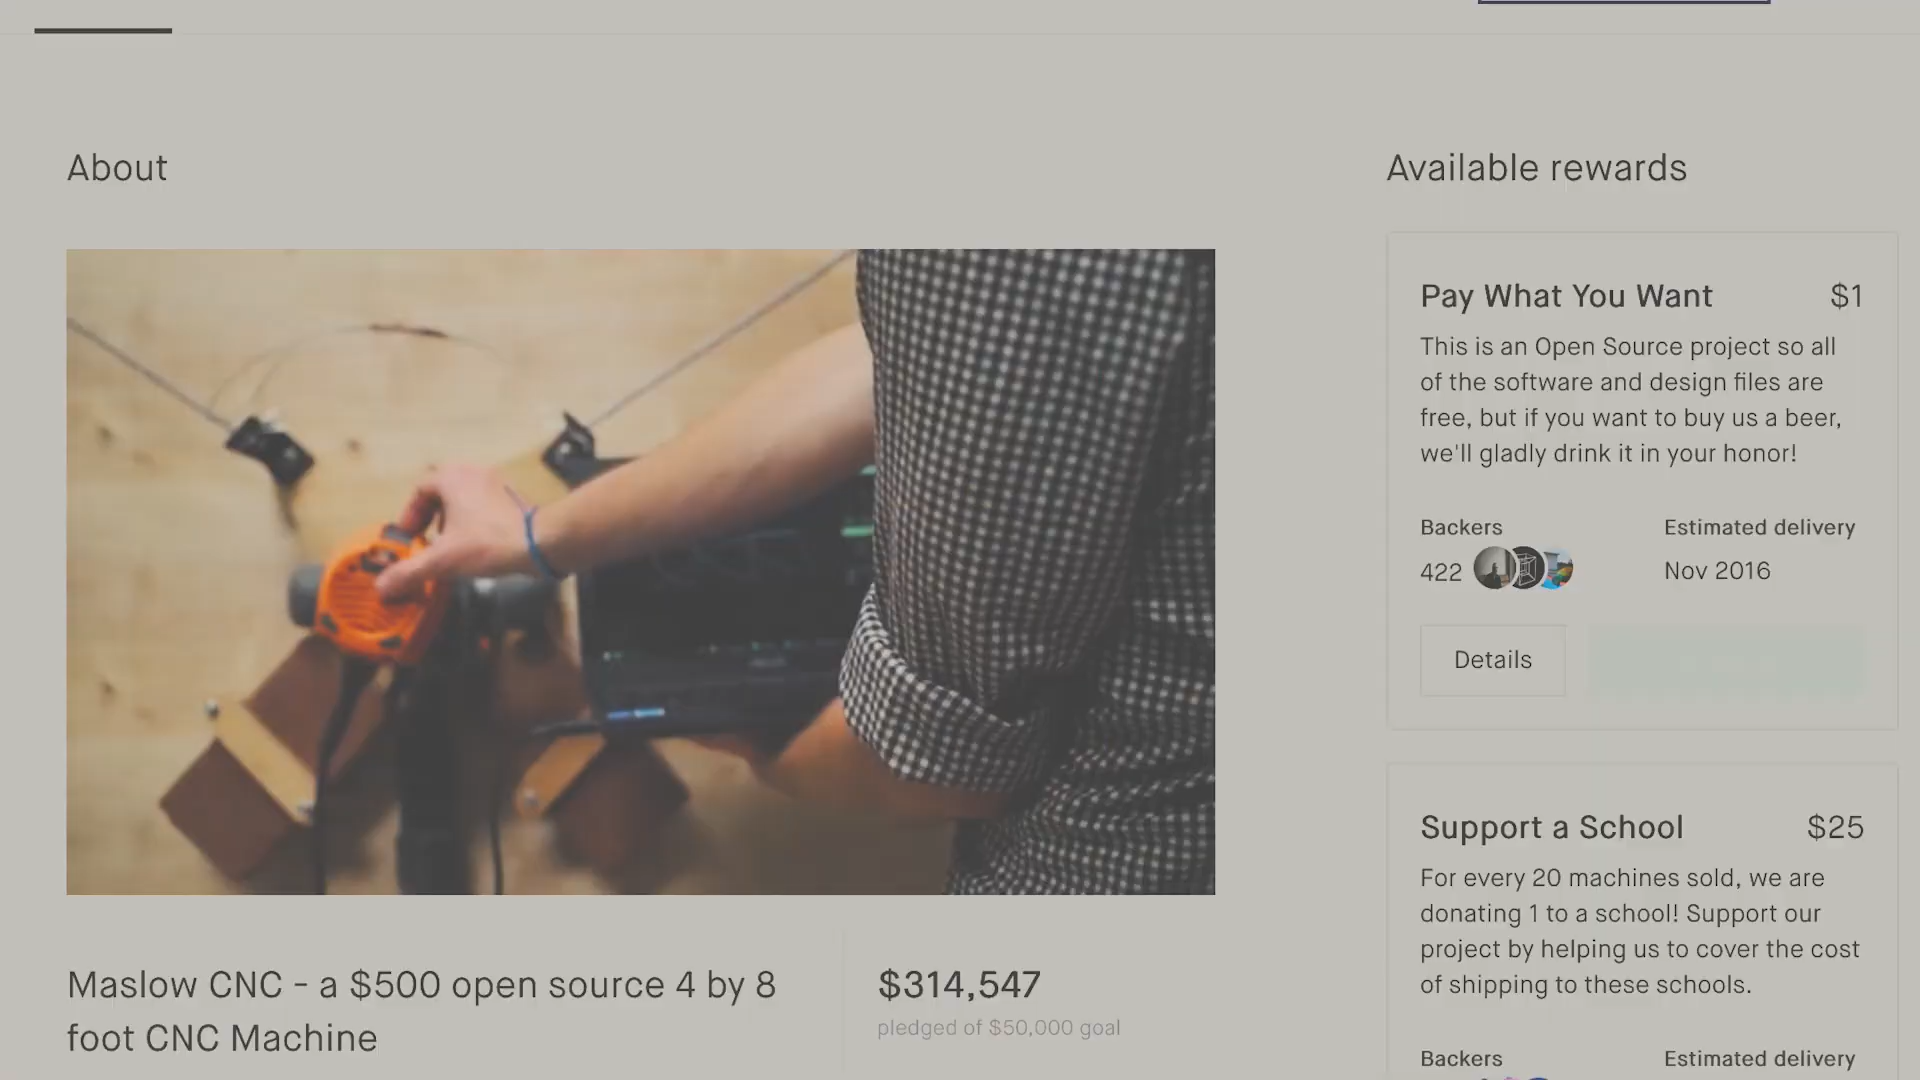 About
Maslow CNC - a $500 open source 4 by 8
foot CNC Machine
$314,547
pledged of $50,000 goal
Available rewards
Pay What You Want $1
This is an Open Source project so all
of the software and design files are
free, but if you want to buy us a beer,
we'll gladly drink it in your honor!
Backers Estimated delivery
422 Nov 2016
Details
Support a School $25
For every 20 machines sold, we are
donating 1 to a school! Support our
project by helping us to cover the cost
of shipping to these schools.
Backers Estimated delivery